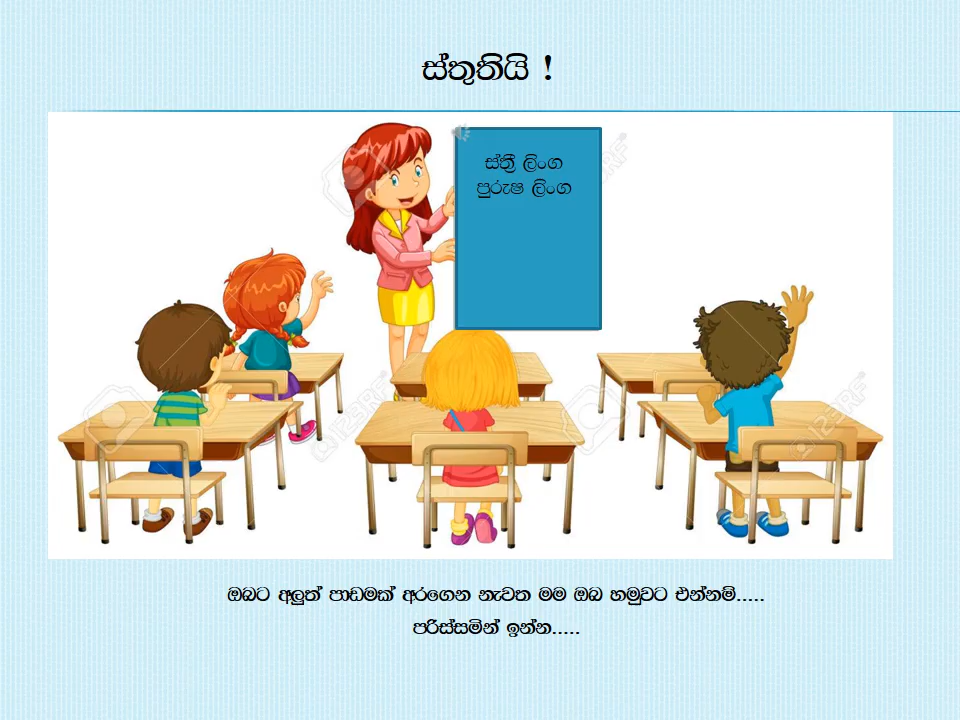 ස්තූතියි !
ස්ත්‍රී ලිංග
පුරුෂ ලිංග
ඔබට අලුත් පාඩමක් අරගෙන නැවත මම ඔබ හමුවට එන්නම්.....
පරිස්සමින් ඉන්න.....